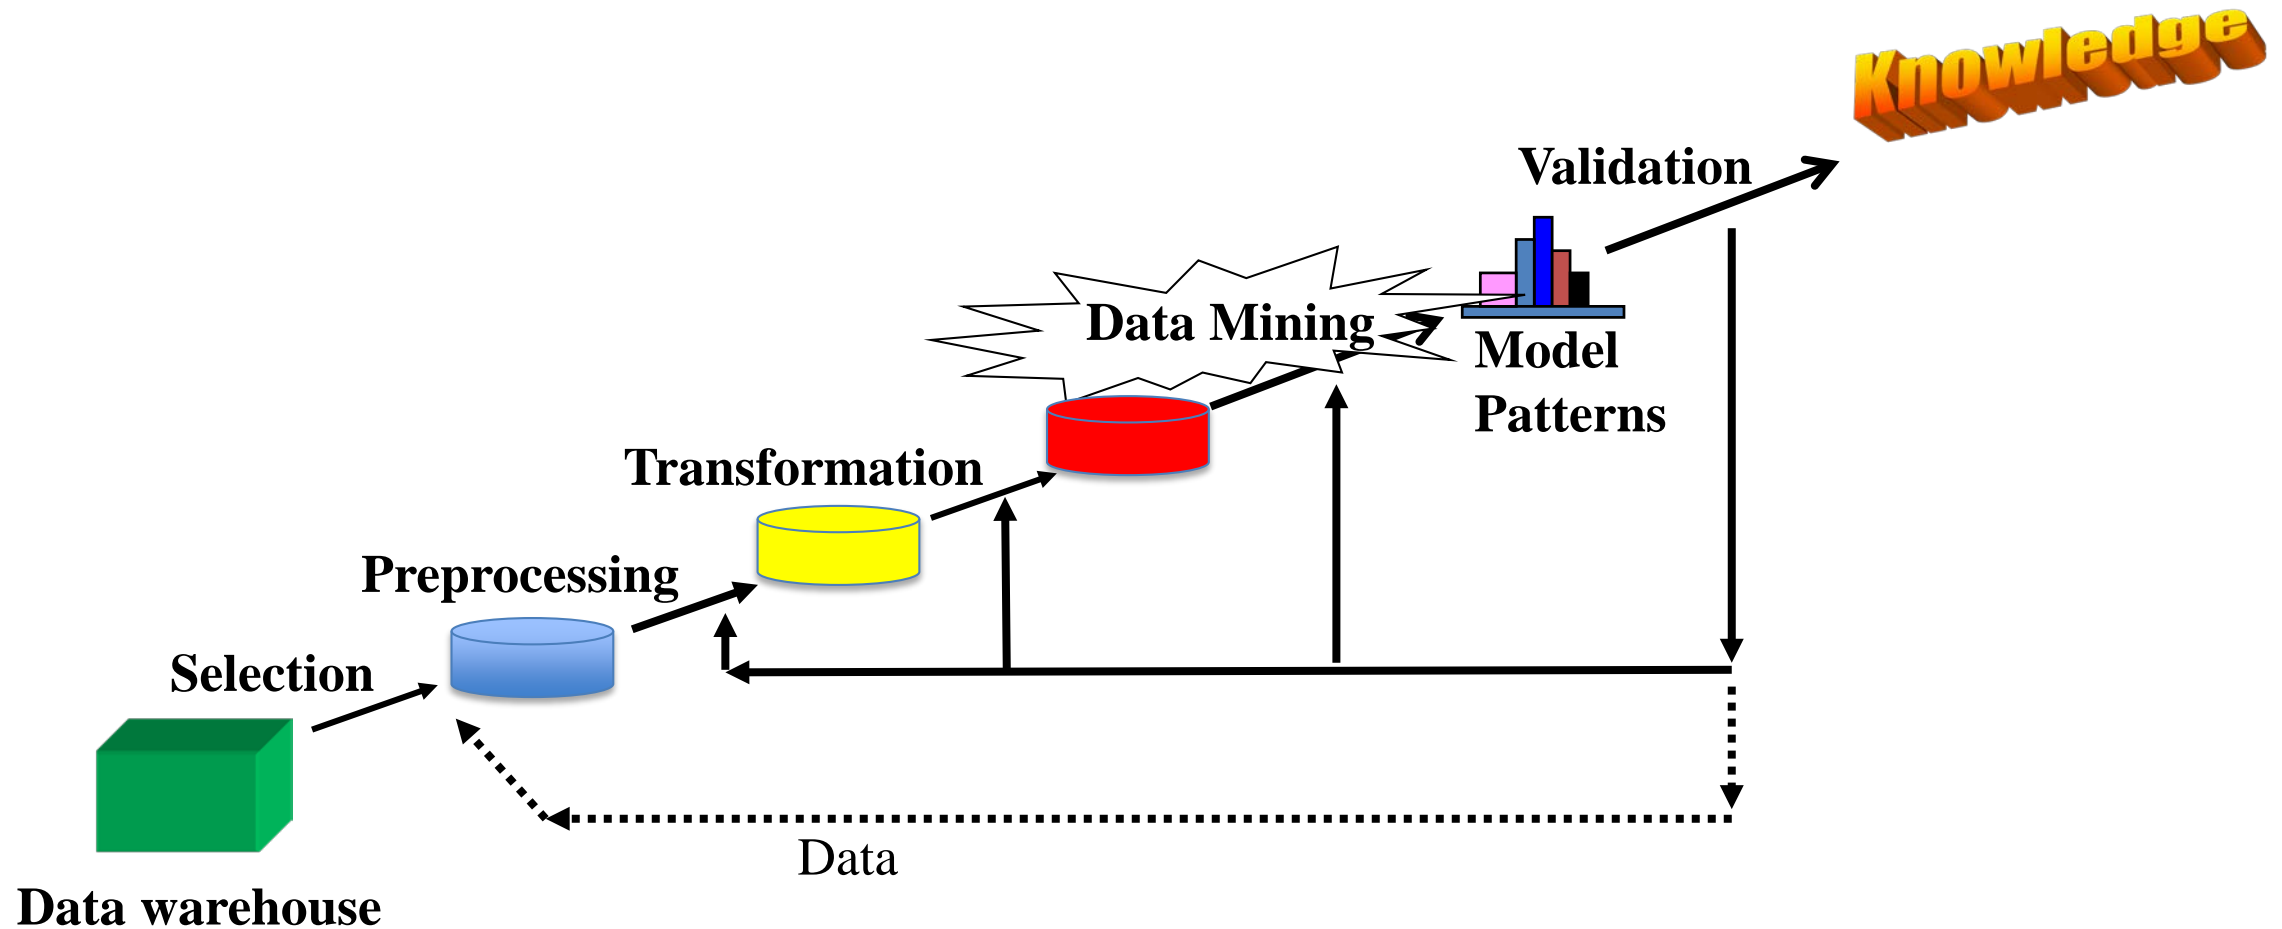 Knowledge
Validation
Data Mining
Model
Patterns
Transformation
Preprocessing
Selection
Data
Data warehouse